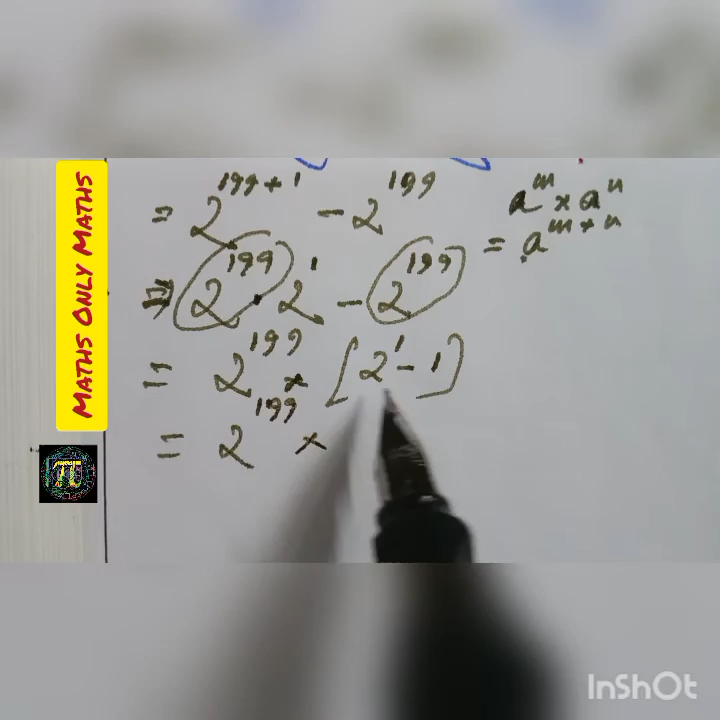 MATHS ONLY MATHS
π
= 2^(199+1) - 2^199
a^m × a^n
= a^(m+n)
= 2^199 · 2^1 - 2^199
= 2^199 × [2^1 - 1]
= 2^199 ×
InShOt